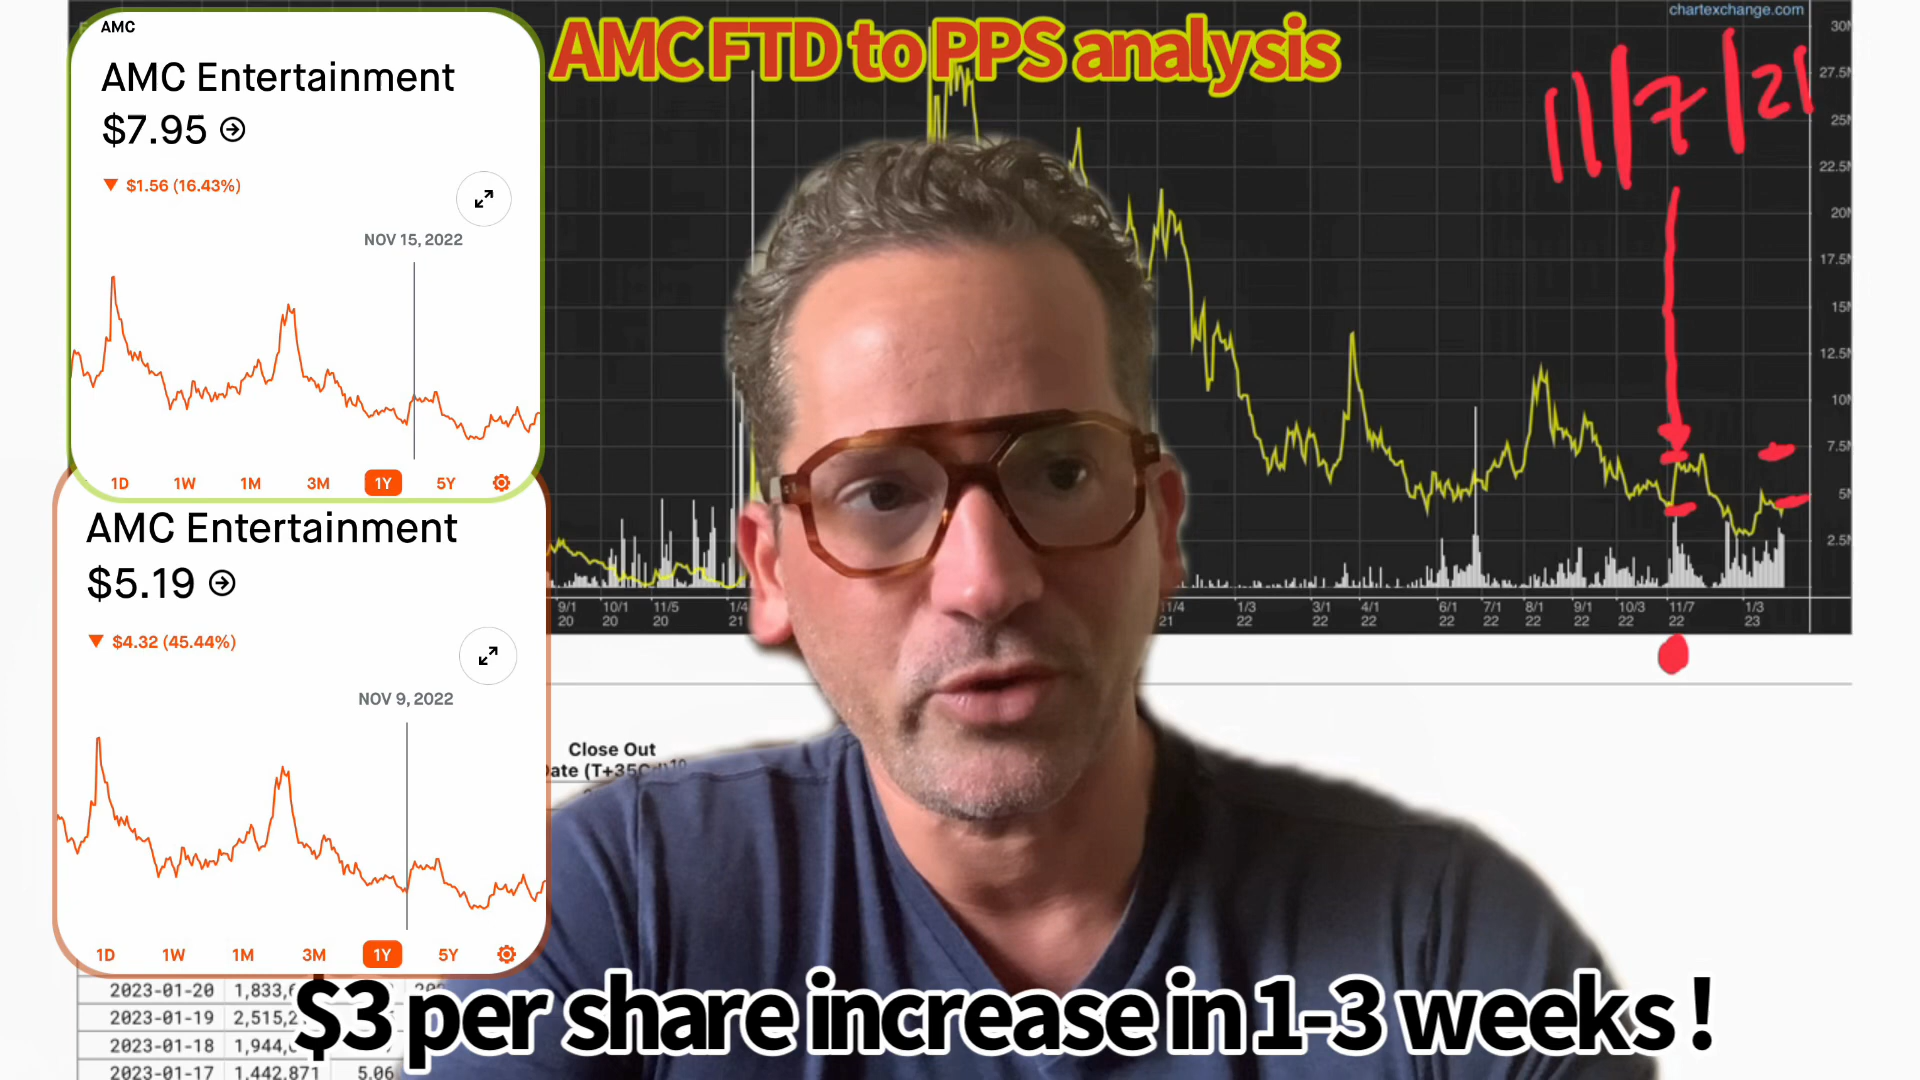 AMC
AMC Entertainment
$7.95
$1.56 (16.43%)
NOV 15, 2022
1D 1W 1M 3M 1Y 5Y
AMC Entertainment
$5.19
$4.32 (45.44%)
NOV 9, 2022
1D 1W 1M 3M 1Y 5Y
AMC FTD to PPS analysis
chartexchange.com
11/7/21
27.5
25
22.5
20
17.5
15
12.5
10
7.5
5
2.5
9/1 10/1 11/5 1/4 11/4 1/3 3/1 4/1 6/1 7/1 8/1 9/1 10/3 11/7 1/3
20 20 20 21 21 22 22 22 22 22 22 22 22 22 23
Close Out
2023-01-20
2023-01-19
2023-01-18
2023-01-17 1,442,871 5.06
$3 per share increase in 1-3 weeks !